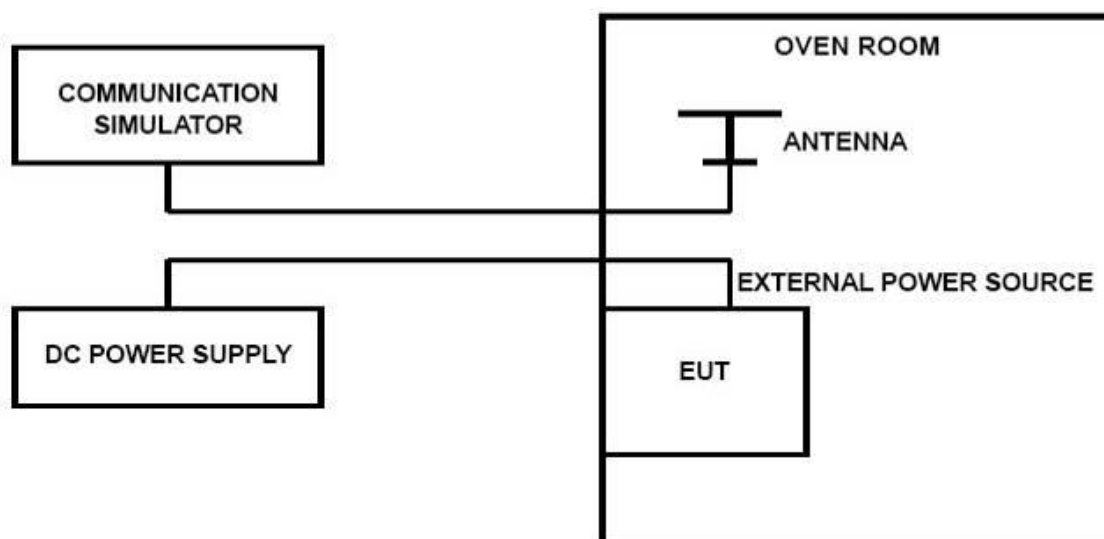 OVEN ROOM
COMMUNICATION
SIMULATOR
ANTENNA
EXTERNAL POWER SOURCE
DC POWER SUPPLY
EUT